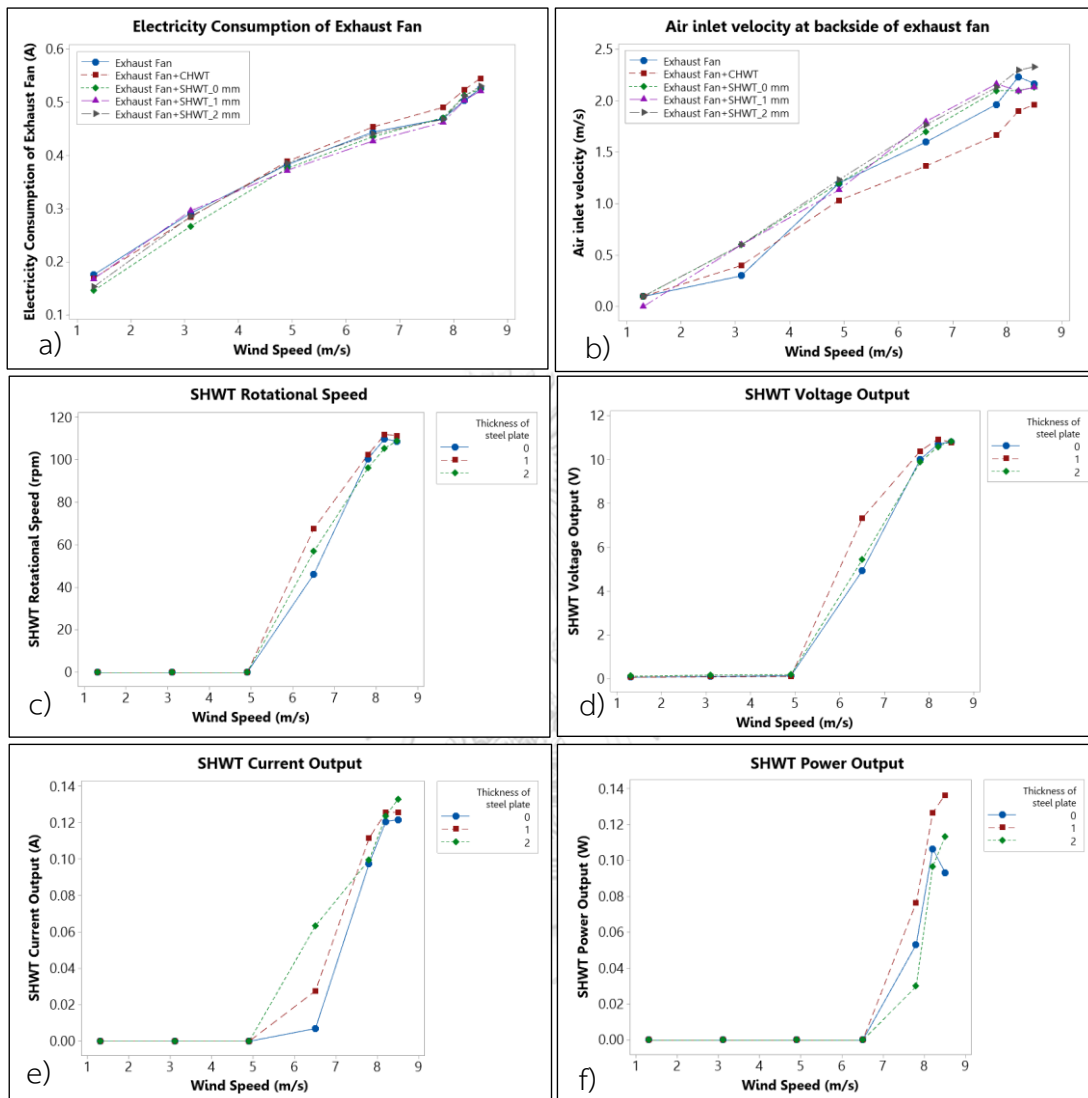 Electricity Consumption of Exhaust Fan
Electricity Consumption of Exhaust Fan (A)
0.6
0.5
0.4
0.3
0.2
0.1
Exhaust Fan
Exhaust Fan+CHWT
Exhaust Fan+SHWT_0 mm
Exhaust Fan+SHWT_1 mm
Exhaust Fan+SHWT_2 mm
1 2 3 4 5 6 7 8 9
Wind Speed (m/s)
a)
Air inlet velocity at backside of exhaust fan
Air inlet velocity (m/s)
2.5
2.0
1.5
1.0
0.5
0.0
Exhaust Fan
Exhaust Fan+CHWT
Exhaust Fan+SHWT_0 mm
Exhaust Fan+SHWT_1 mm
Exhaust Fan+SHWT_2 mm
1 2 3 4 5 6 7 8 9
Wind Speed (m/s)
b)
SHWT Rotational Speed
SHWT Rotational Speed (rpm)
120
100
80
60
40
20
0
Thickness of
steel plate
0
1
2
1 2 3 4 5 6 7 8 9
Wind Speed (m/s)
c)
SHWT Voltage Output
SHWT Voltage Output (V)
12
10
8
6
4
2
0
Thickness of
steel plate
0
1
2
1 2 3 4 5 6 7 8 9
Wind Speed (m/s)
d)
SHWT Current Output
SHWT Current Output (A)
0.14
0.12
0.10
0.08
0.06
0.04
0.02
0.00
Thickness of
steel plate
0
1
2
1 2 3 4 5 6 7 8 9
Wind Speed (m/s)
e)
SHWT Power Output
SHWT Power Output (W)
0.14
0.12
0.10
0.08
0.06
0.04
0.02
0.00
Thickness of
steel plate
0
1
2
1 2 3 4 5 6 7 8 9
Wind Speed (m/s)
f)